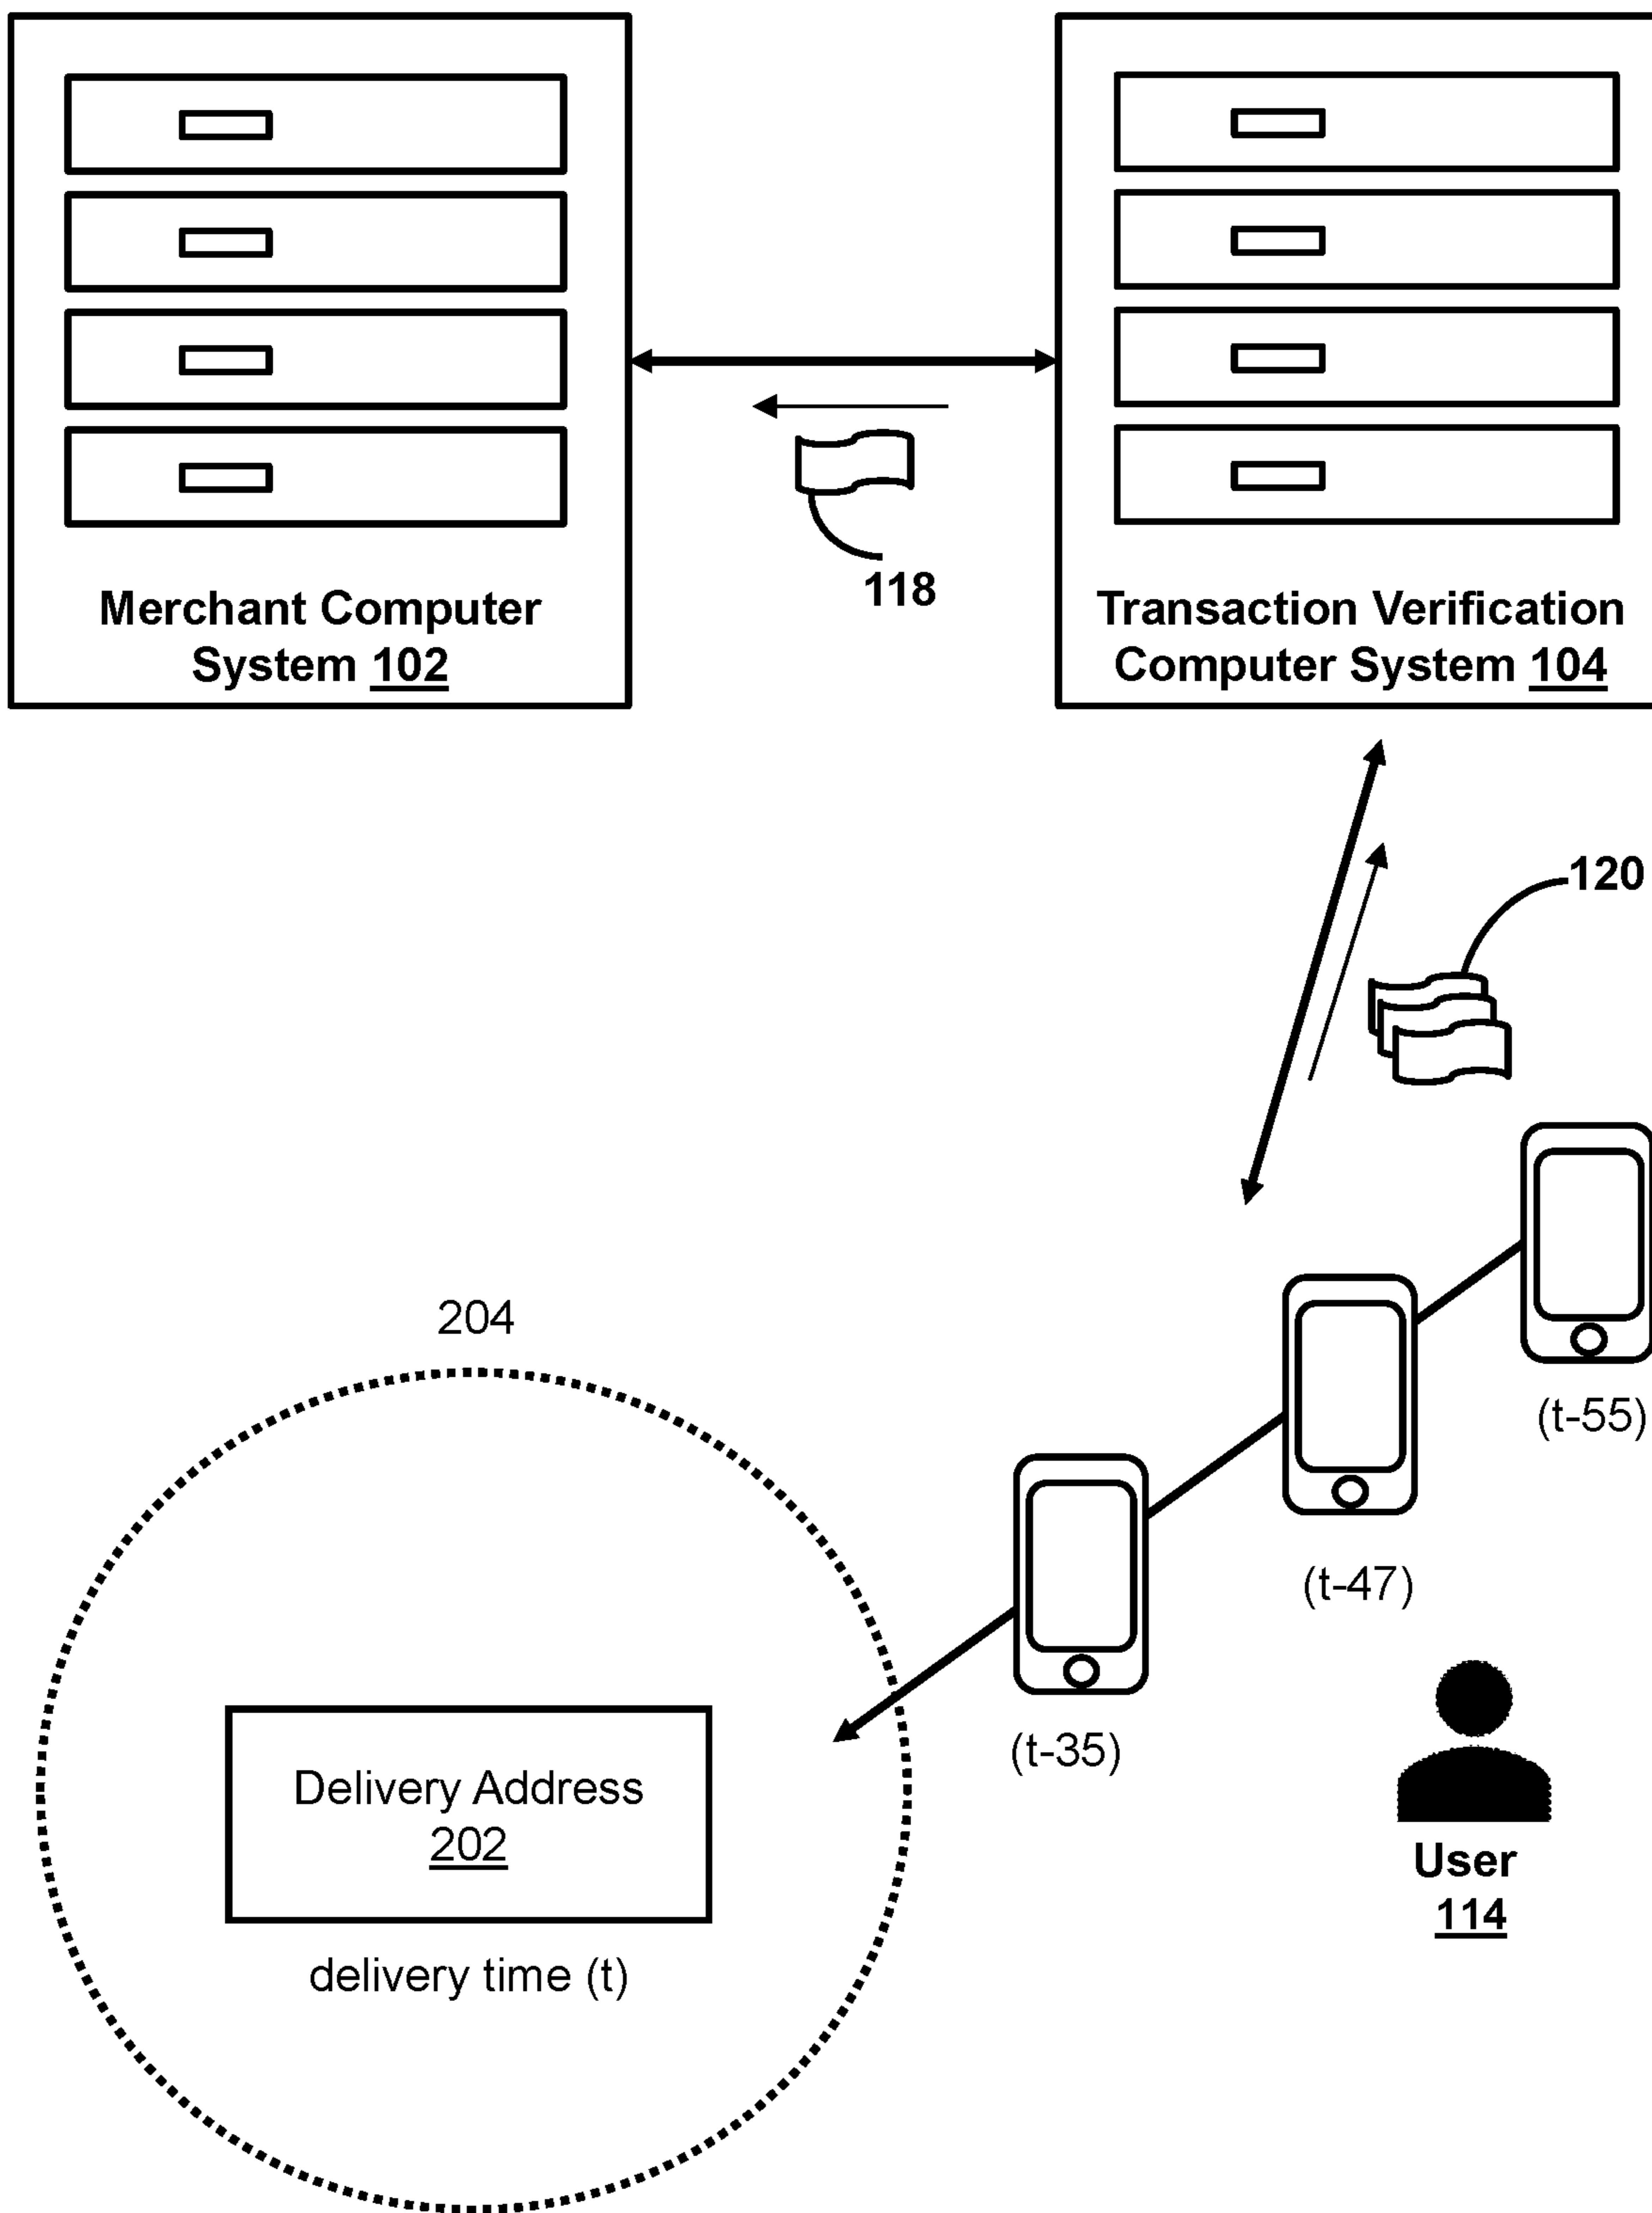 Merchant Computer
System 102
118
Transaction Verification
Computer System 104
120
204
(t-55)
(t-47)
(t-35)
Delivery Address
202
delivery time (t)
User
114